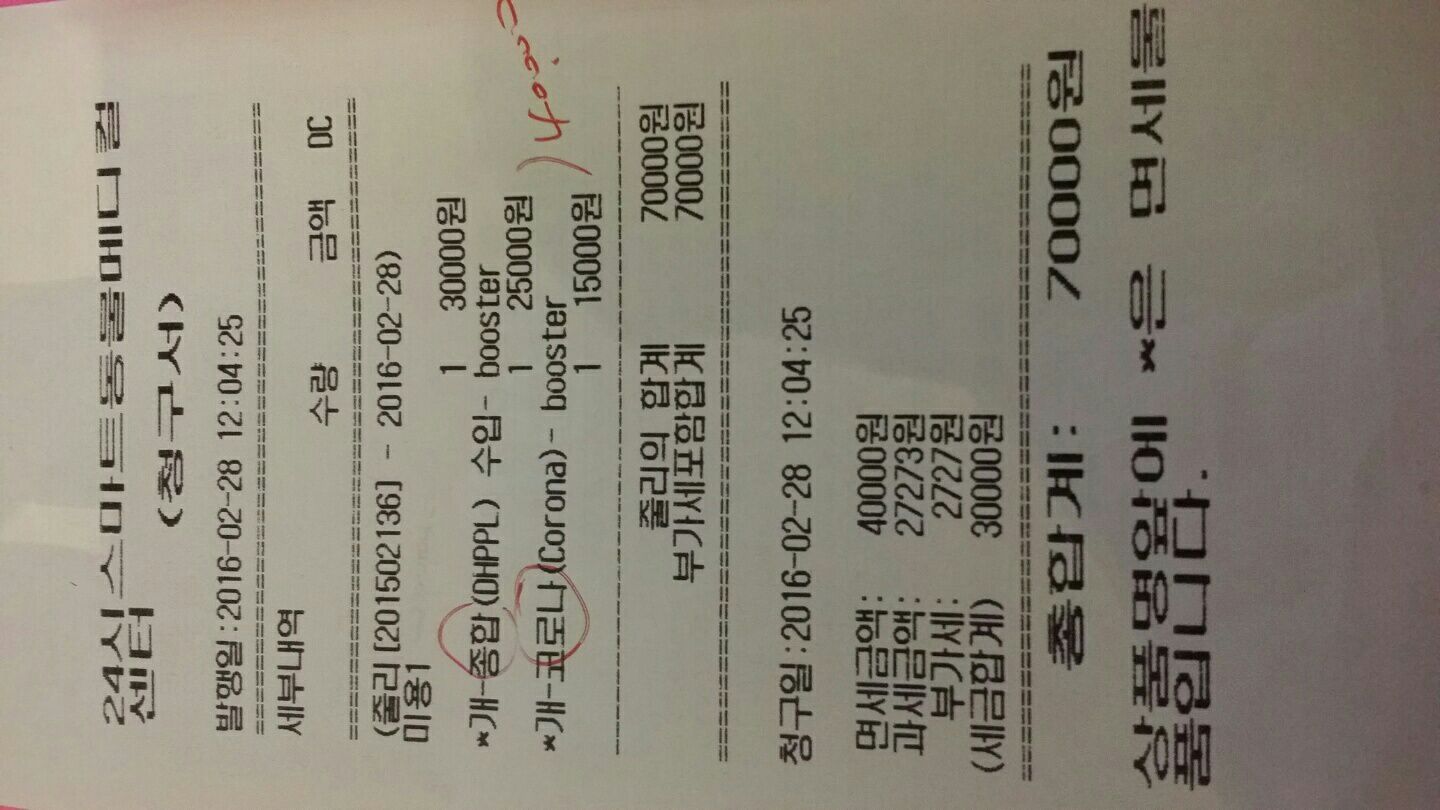 24시스마트동물메디컬
센터
(청구서)
발행일:2016-02-28 12:04:25
세부내역
수량 금액 DC
(줄리[201502136] - 2016-02-28)
미용1 1 30000원
*개-종합(DHPPL) 수입- booster
1 25000원
*개-코로나(Corona)- booster
1 15000원
) 40,000
줄리의 합계 70000원
부가세포함합계 70000원
청구일:2016-02-28 12:04:25
면세금액: 40000원
과세금액: 27273원
부가세: 2727원
(세금합계) 30000원
총합계: 70000원
상품명앞에 *은 면세물
품입니다.